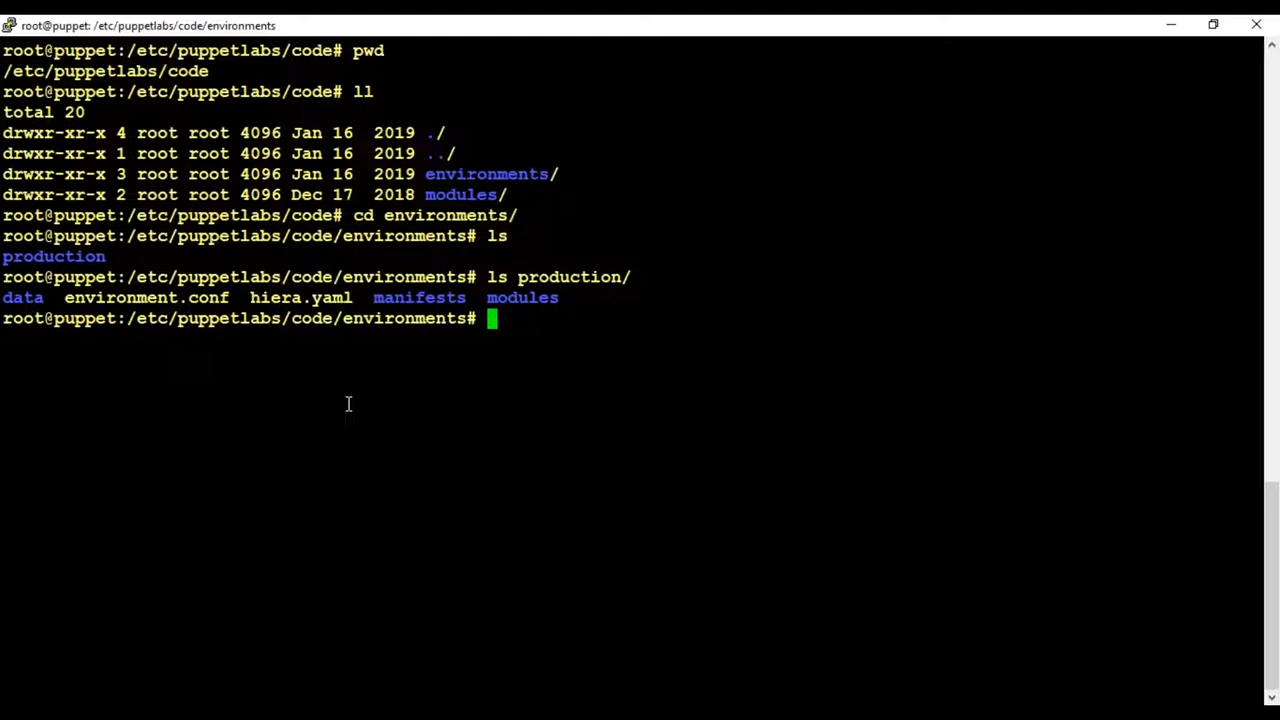 root@puppet: /etc/puppetlabs/code/environments
root@puppet:/etc/puppetlabs/code# pwd
/etc/puppetlabs/code
root@puppet:/etc/puppetlabs/code# ll
total 20
drwxr-xr-x 4 root root 4096 Jan 16  2019 ./
drwxr-xr-x 1 root root 4096 Jan 16  2019 ../
drwxr-xr-x 3 root root 4096 Jan 16  2019 environments/
drwxr-xr-x 2 root root 4096 Dec 17  2018 modules/
root@puppet:/etc/puppetlabs/code# cd environments/
root@puppet:/etc/puppetlabs/code/environments# ls
production
root@puppet:/etc/puppetlabs/code/environments# ls production/
data  environment.conf  hiera.yaml  manifests  modules
root@puppet:/etc/puppetlabs/code/environments#